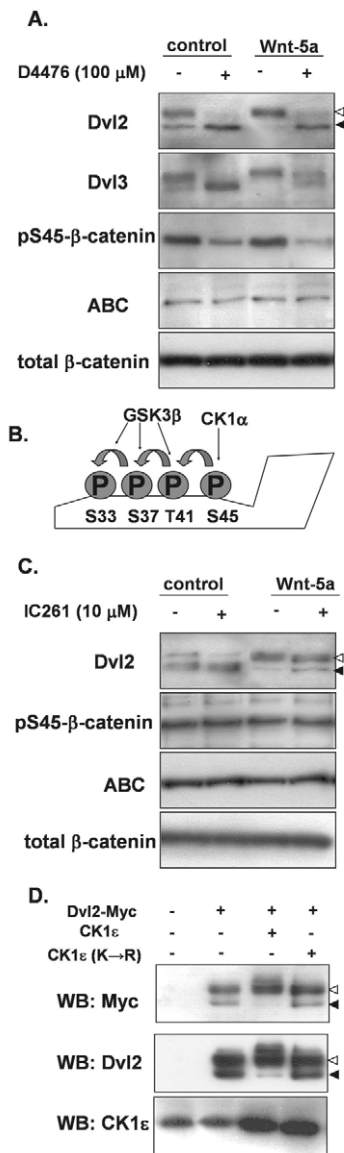 A.
control Wnt-5a
D4476 (100 µM) - + - +
Dvl2
Dvl3
pS45-β-catenin
ABC
total β-catenin
B.
GSK3β CK1α
P P P P
S33 S37 T41 S45
C.
control Wnt-5a
IC261 (10 µM) - + - +
Dvl2
pS45-β-catenin
ABC
total β-catenin
D.
Dvl2-Myc - + + +
CK1ε - - + -
CK1ε (K→R) - - - +
WB: Myc
WB: Dvl2
WB: CK1ε